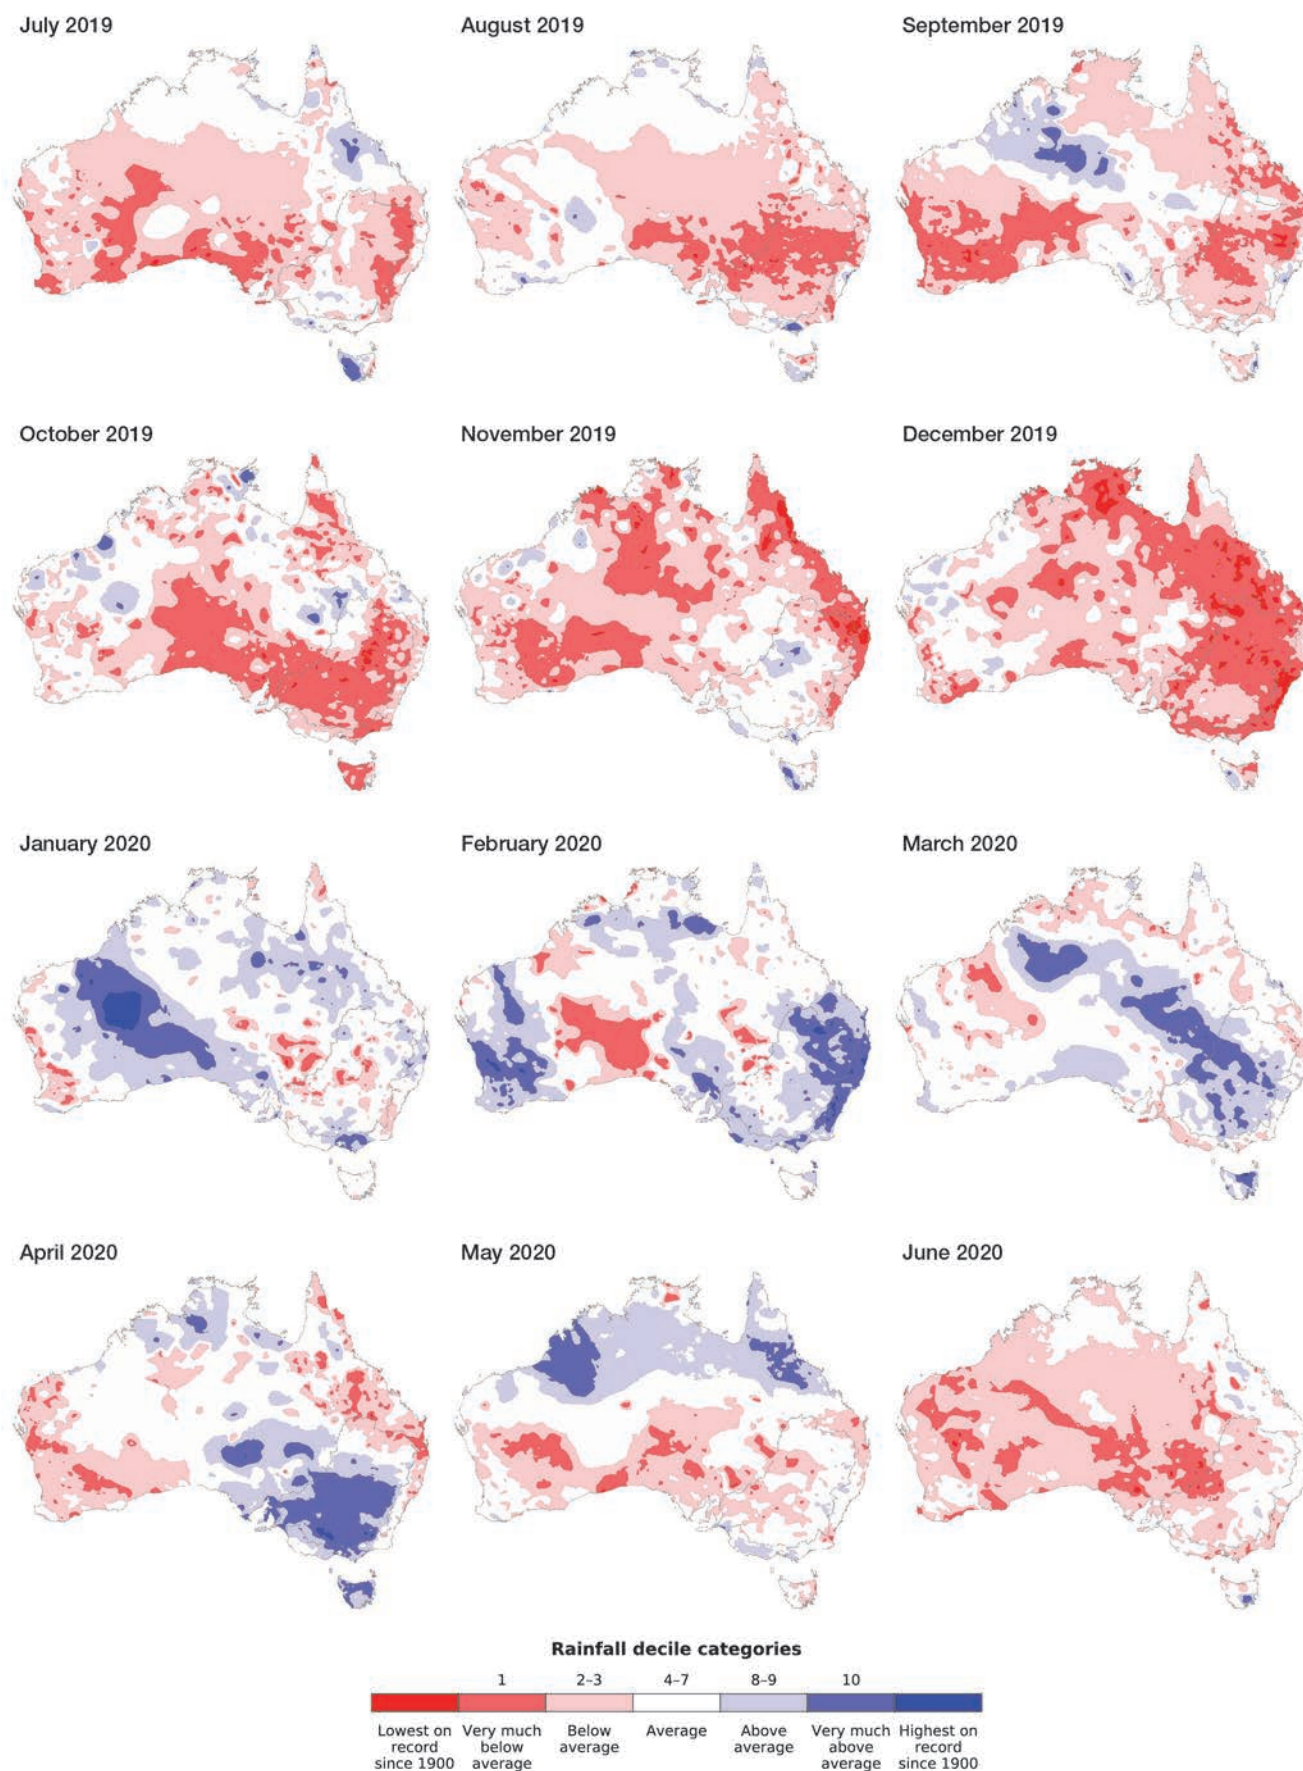 July 2019
August 2019
September 2019
October 2019
November 2019
December 2019
January 2020
February 2020
March 2020
April 2020
May 2020
June 2020
Rainfall decile categories
1 2–3 4–7 8–9 10
Lowest on record since 1900
Very much below average
Below average
Average
Above average
Very much above average
Highest on record since 1900